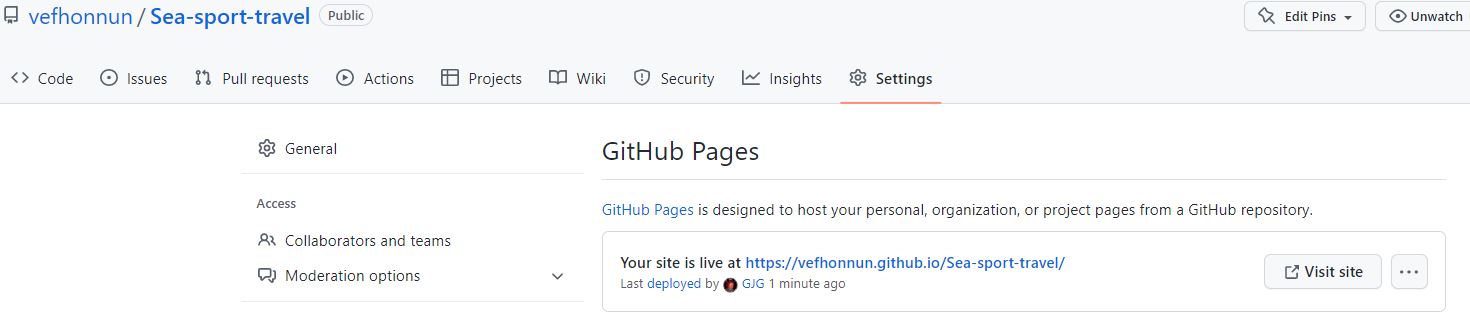 vefhonnun / Sea-sport-travel Public Edit Pins Unwatch
Code Issues Pull requests Actions Projects Wiki Security Insights Settings
General
Access
Collaborators and teams
Moderation options
GitHub Pages
GitHub Pages is designed to host your personal, organization, or project pages from a GitHub repository.
Your site is live at https://vefhonnun.github.io/Sea-sport-travel/
Last deployed by GJG 1 minute ago
Visit site